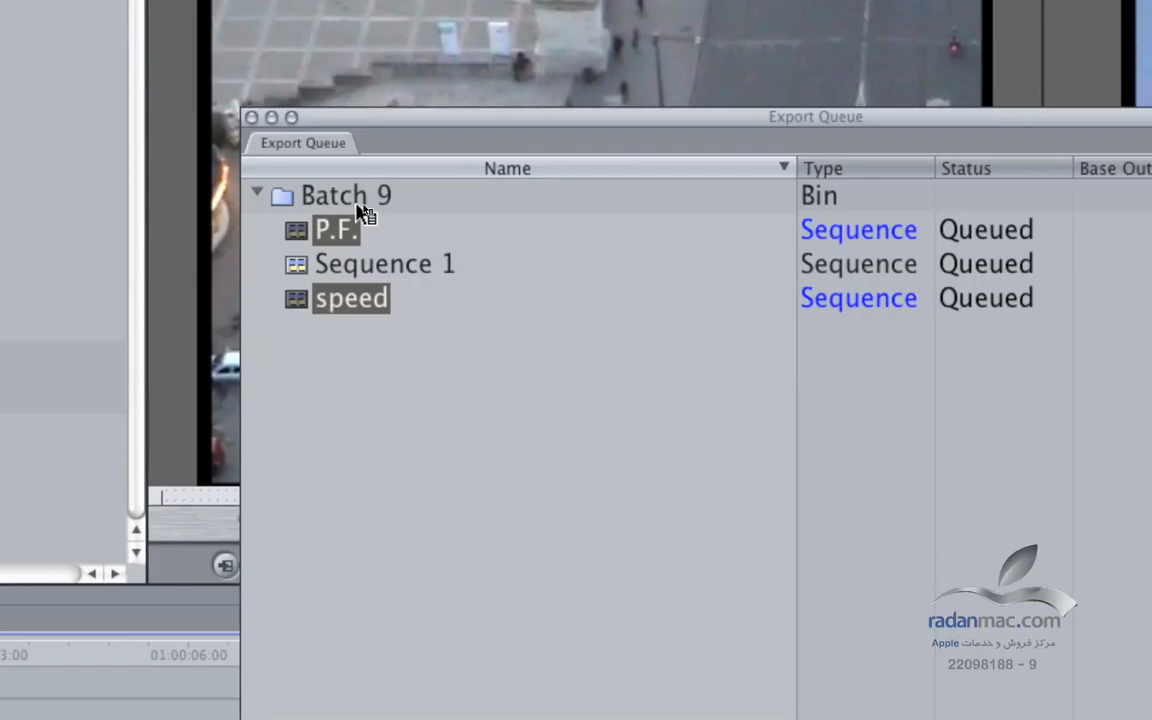 Export Queue
Export Queue
Name Type Status Base Out
Batch 9 Bin
P.F. Sequence Queued
Sequence 1 Sequence Queued
speed Sequence Queued
radanmac.com
مرکز فروش و خدمات Apple
22098188 - 9
3:00 01:00:06:00